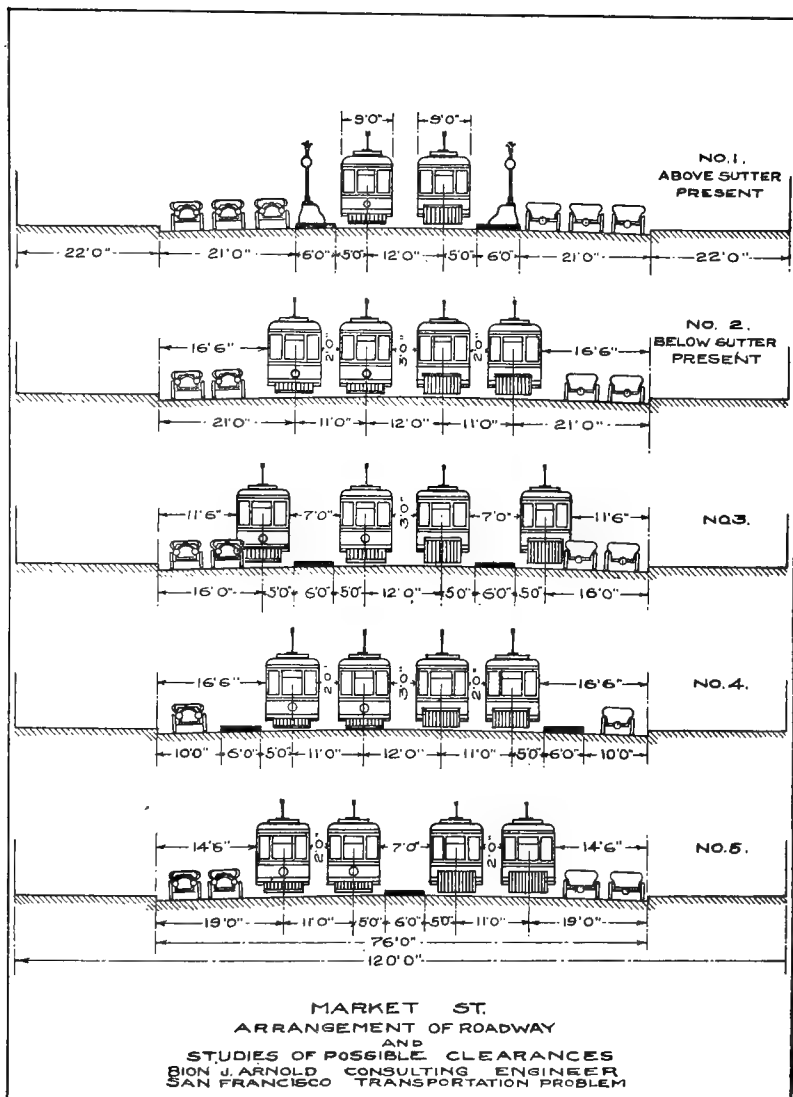 9'0" 9'0"
NO.1.
ABOVE SUTTER
PRESENT
22'0" 21'0" 6'0" 5'0" 12'0" 5'0" 6'0" 21'0" 22'0"
NO. 2.
BELOW SUTTER
PRESENT
16'6" 2'0" 3'0" 2'0" 16'6"
21'0" 11'0" 12'0" 11'0" 21'0"
11'6" 7'0" 3'0" 7'0" 11'6" NO.3.
16'0" 5'0" 6'0" 5'0" 12'0" 5'0" 6'0" 5'0" 16'0"
16'6" 2'0" 3'0" 2'0" 16'6" NO.4.
10'0" 6'0" 5'0" 11'0" 12'0" 11'0" 5'0" 6'0" 10'0"
14'6" 2'0" 7'0" 2'0" 14'6" NO.5.
19'0" 11'0" 5'0" 6'0" 5'0" 11'0" 19'0"
76'0"
120'0"
MARKET ST.
ARRANGEMENT OF ROADWAY
AND
STUDIES OF POSSIBLE CLEARANCES
BION J. ARNOLD CONSULTING ENGINEER
SAN FRANCISCO TRANSPORTATION PROBLEM